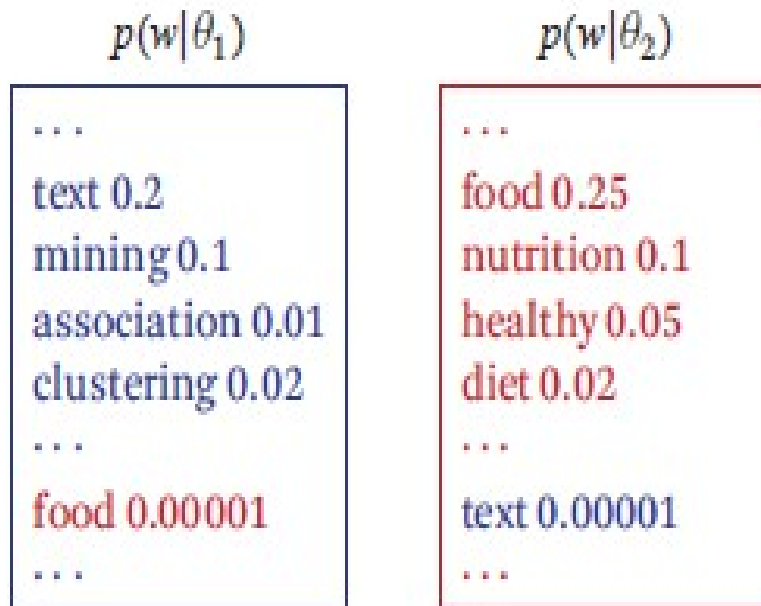 p(w|θ₁)
...
text 0.2
mining 0.1
association 0.01
clustering 0.02
...
food 0.00001
...
p(w|θ₂)
...
food 0.25
nutrition 0.1
healthy 0.05
diet 0.02
...
text 0.00001
...